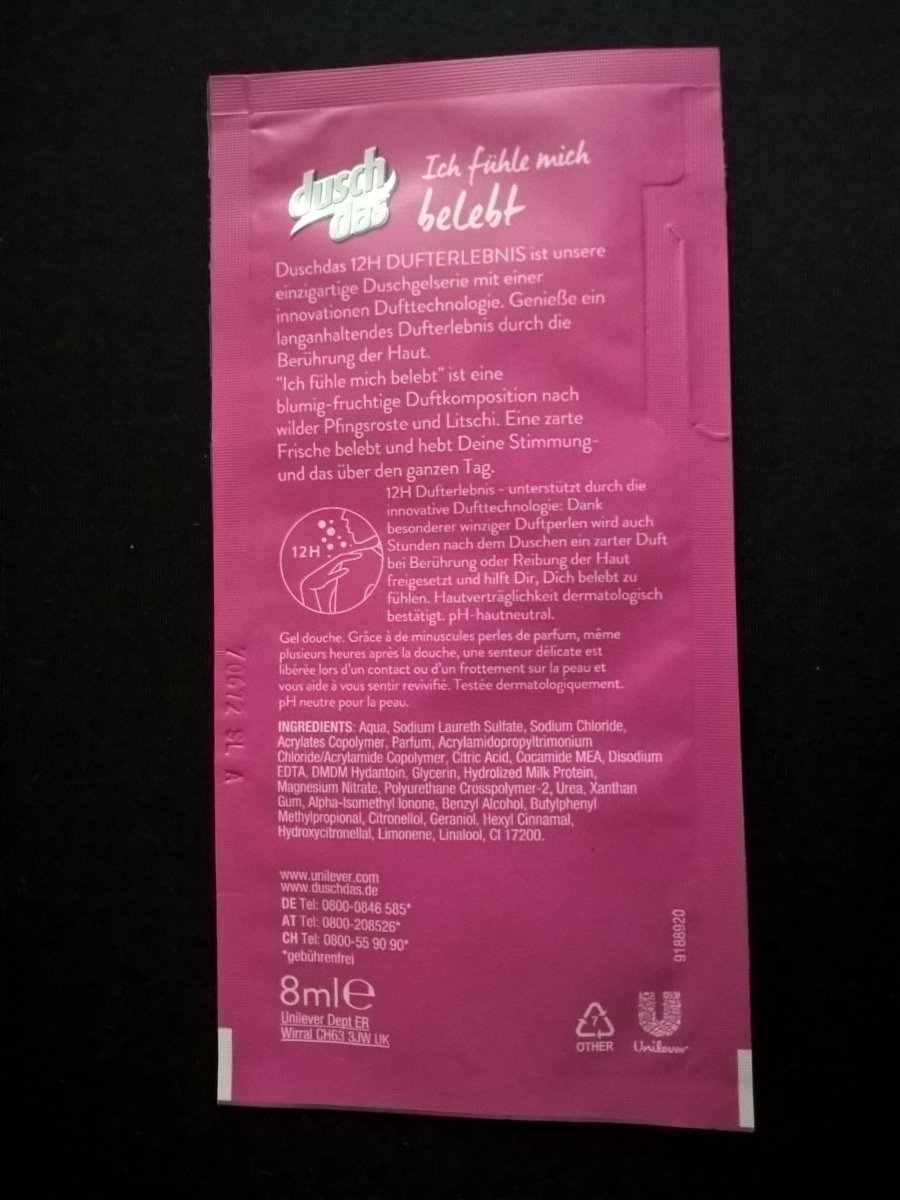 dusch
das
Ich fühle mich
belebt
Duschdas 12H DUFTERLEBNIS ist unsere
einzigartige Duschgelserie mit einer
innovationen Dufttechnologie. Genieße ein
langanhaltendes Dufterlebnis durch die
Berührung der Haut.
"Ich fühle mich belebt" ist eine
blumig-fruchtige Duftkomposition nach
wilder Pfingsroste und Litschi. Eine zarte
Frische belebt und hebt Deine Stimmung-
und das über den ganzen Tag.
12H
12H Dufterlebnis - unterstützt durch die
innovative Dufttechnologie: Dank
besonderer winziger Duftperlen wird auch
Stunden nach dem Duschen ein zarter Duft
bei Berührung oder Reibung der Haut
freigesetzt und hilft Dir, Dich belebt zu
fühlen. Hautverträglichkeit dermatologisch
bestätigt. pH-hautneutral.
Gel douche. Grâce à de minuscules perles de parfum, même
plusieurs heures après la douche, une senteur délicate est
libérée lors d'un contact ou d'un frottement sur la peau et
vous aide à vous sentir revivifié. Testée dermatologiquement.
pH neutre pour la peau.
INGREDIENTS: Aqua, Sodium Laureth Sulfate, Sodium Chloride,
Acrylates Copolymer, Parfum, Acrylamidopropyltrimonium
Chloride/Acrylamide Copolymer, Citric Acid, Cocamide MEA, Disodium
EDTA, DMDM Hydantoin, Glycerin, Hydrolized Milk Protein,
Magnesium Nitrate, Polyurethane Crosspolymer-2, Urea, Xanthan
Gum, Alpha-Isomethyl Ionone, Benzyl Alcohol, Butylphenyl
Methylpropional, Citronellol, Geraniol, Hexyl Cinnamal,
Hydroxycitronellal, Limonene, Linalool, CI 17200.
www.unilever.com
www.duschdas.de
DE Tel: 0800-0846 585*
AT Tel: 0800-208526*
CH Tel: 0800-55 90 90*
*gebührenfrei
8ml e
Unilever Dept ER
Wirral CH63 3JW UK
7
OTHER
Unilever
9188920